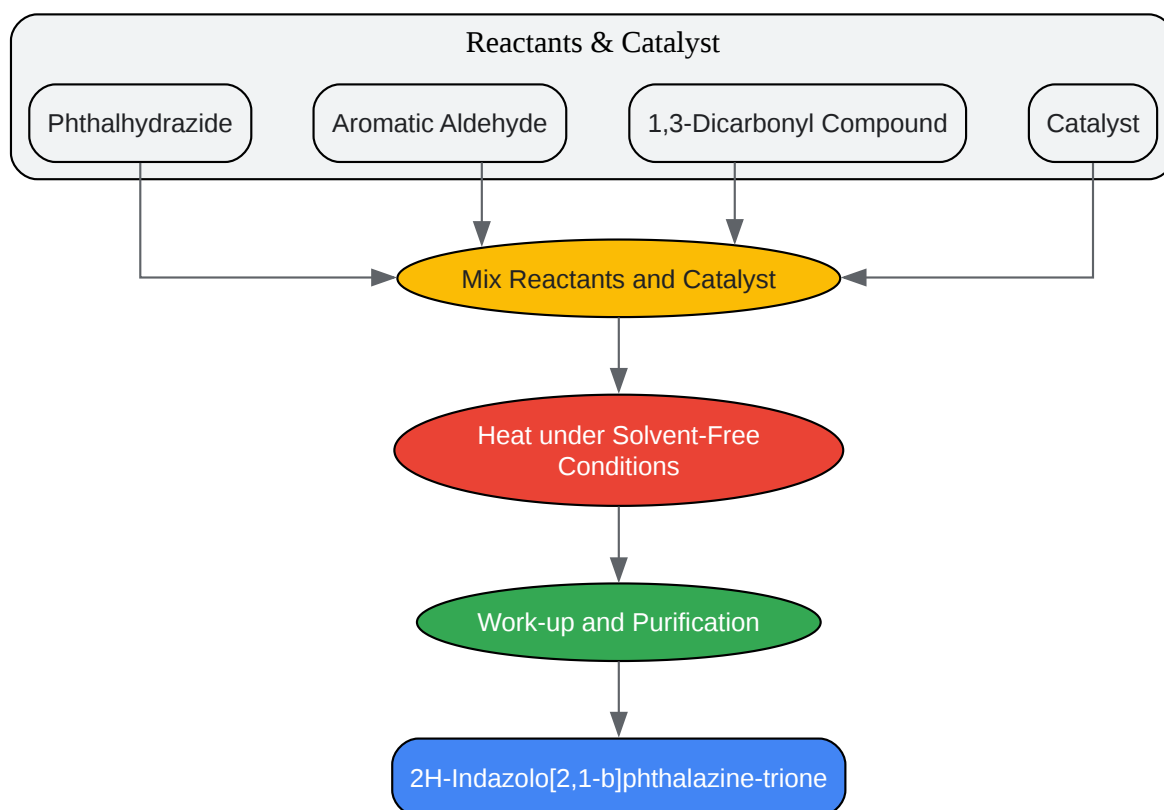 Reactants & Catalyst
Phthalhydrazide
Aromatic Aldehyde
1,3-Dicarbonyl Compound
Catalyst
Mix Reactants and Catalyst
Heat under Solvent-Free
Conditions
Work-up and Purification
2H-Indazolo[2,1-b]phthalazine-trione